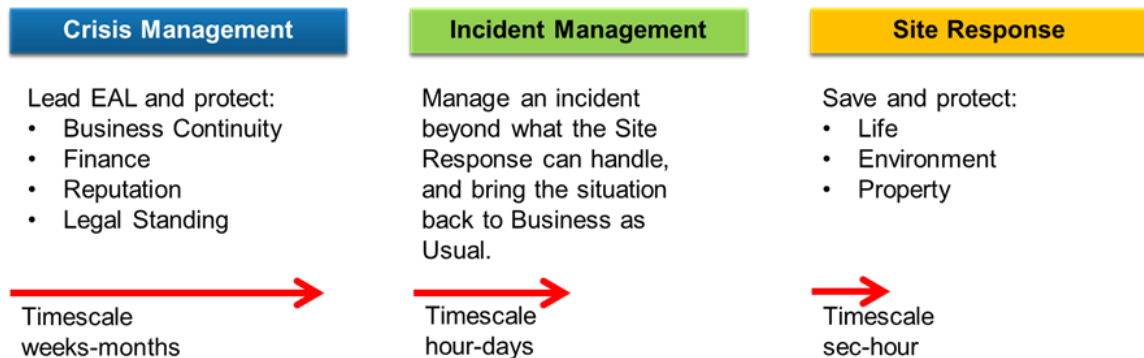 Crisis Management
Lead EAL and protect:
• Business Continuity
• Finance
• Reputation
• Legal Standing
Timescale
weeks-months
Incident Management
Manage an incident
beyond what the Site
Response can handle,
and bring the situation
back to Business as
Usual.
Timescale
hour-days
Site Response
Save and protect:
• Life
• Environment
• Property
Timescale
sec-hour